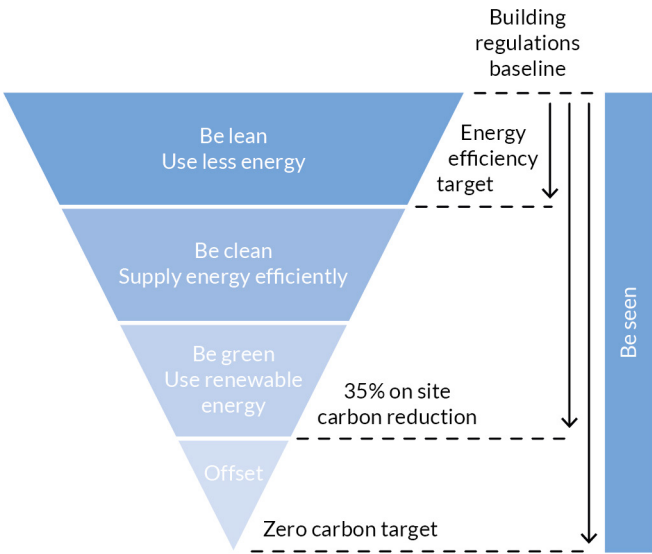 Building
regulations
baseline
Be lean
Use less energy
Energy
efficiency
target
Be clean
Supply energy efficiently
Be green
Use renewable
energy
35% on site
carbon reduction
Offset
Zero carbon target
Be seen